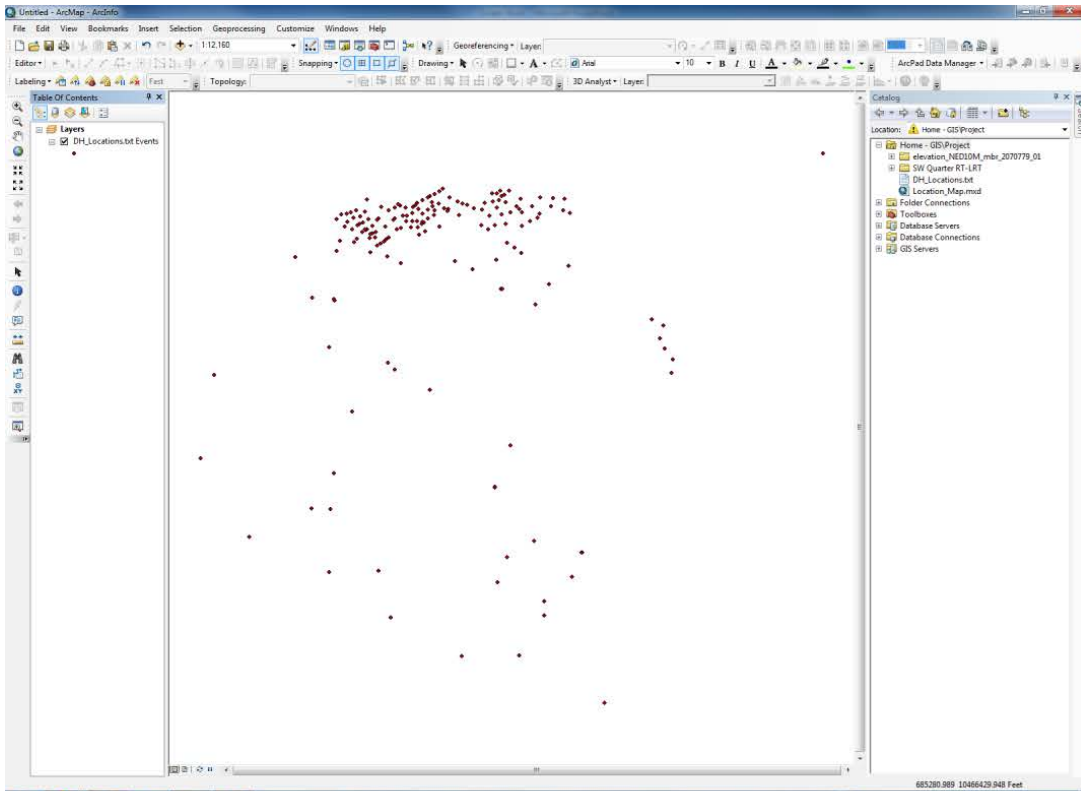 Untitled - ArcMap - ArcInfo
File Edit View Bookmarks Insert Selection Geoprocessing Customize Windows Help
1:12,160 Georeferencing Layer:
Editor Snapping Drawing A Arial 10 B I U A
ArcPad Data Manager
Labeling Fast Topology: 3D Analyst Layer:
Table Of Contents
Layers
DH_Locations.txt Events
Catalog
Location: Home - GIS\Project
Home - GIS\Project
elevation_NED10M_mbr_2070779_01
SW Quarter RT-LRT
DH_Locations.txt
Location_Map.mxd
Folder Connections
Toolboxes
Database Servers
Database Connections
GIS Servers
685280.989 10466429.948 Feet